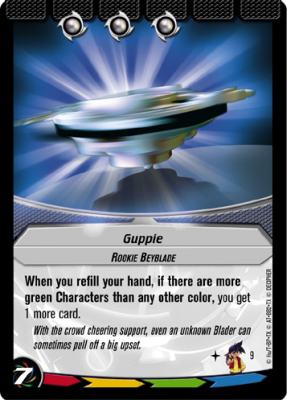 Guppie
ROOKIE BEYBLADE
When you refill your hand, if there are more
green Characters than any other color, you get
1 more card.
With the crowd cheering support, even an unknown Blader can
sometimes pull off a big upset.
9
7